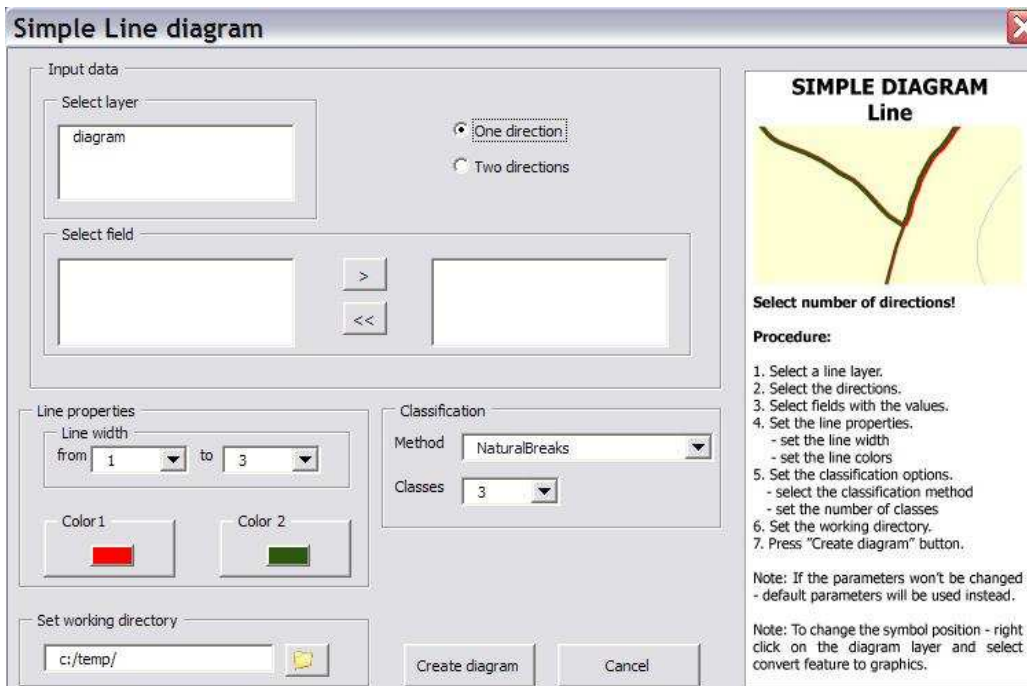 Simple Line diagram
Input data
Select layer
diagram
One direction
Two directions
Select field
>
<<
Line properties
Line width
from 1 to 3
Color1
Color 2
Classification
Method NaturalBreaks
Classes 3
Set working directory
c:/temp/
Create diagram
Cancel
SIMPLE DIAGRAM
Line
Select number of directions!
Procedure:
1. Select a line layer.
2. Select the directions.
3. Select fields with the values.
4. Set the line properties.
- set the line width
- set the line colors
5. Set the classification options.
- select the classification method
- set the number of classes
6. Set the working directory.
7. Press "Create diagram" button.
Note: If the parameters won't be changed
- default parameters will be used instead.
Note: To change the symbol position - right
click on the diagram layer and select
convert feature to graphics.